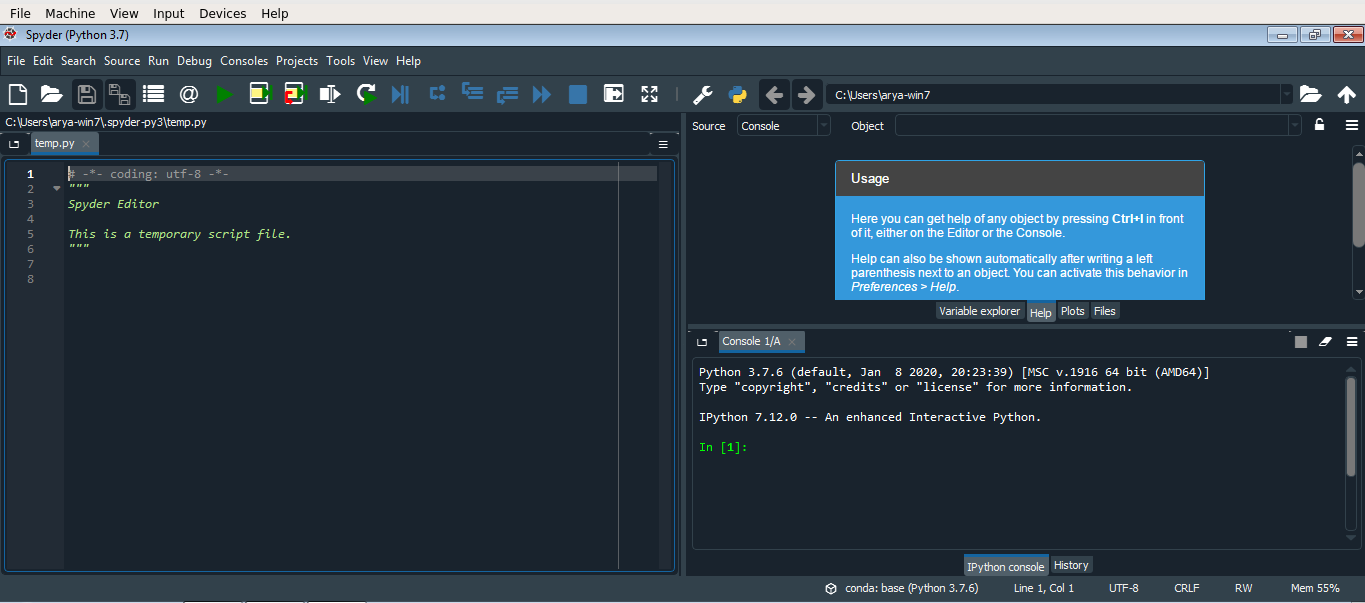 File Machine View Input Devices Help
Spyder (Python 3.7)
File Edit Search Source Run Debug Consoles Projects Tools View Help
C:\Users\arya-win7
C:\Users\arya-win7\.spyder-py3\temp.py
temp.py
1 # -*- coding: utf-8 -*-
2 """
3 Spyder Editor
4
5 This is a temporary script file.
6 """
7
8
Source Console Object
Usage
Here you can get help of any object by pressing Ctrl+I in front
of it, either on the Editor or the Console.
Help can also be shown automatically after writing a left
parenthesis next to an object. You can activate this behavior in
Preferences > Help.
Variable explorer Help Plots Files
Console 1/A
Python 3.7.6 (default, Jan  8 2020, 20:23:39) [MSC v.1916 64 bit (AMD64)]
Type "copyright", "credits" or "license" for more information.
IPython 7.12.0 -- An enhanced Interactive Python.
In [1]:
IPython console History
conda: base (Python 3.7.6) Line 1, Col 1 UTF-8 CRLF RW Mem 55%